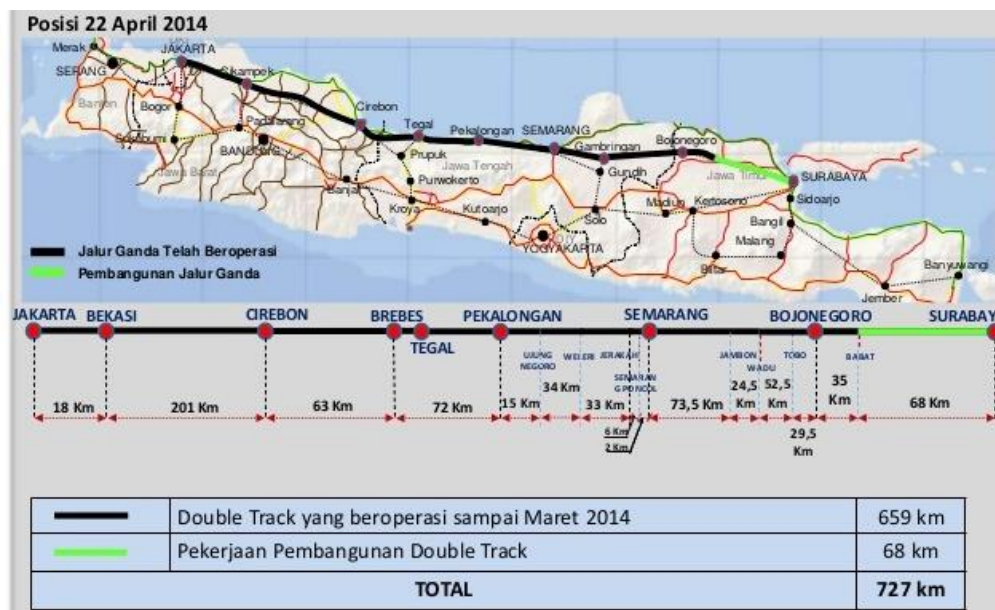 Posisi 22 April 2014
Merak
JAKARTA
SERANG
Cikampek
Banten
Bogor
Cirebon
Tegal
Pekalongan
SEMARANG
Gambringan
Bojonegoro
Padalarang
BANDUNG
Prupuk
Jawa Tengah
Gundih
Jawa Timur
SURABAYA
Jawa Barat
Banjar
Purwokerto
Solo
Madiun
Kertosono
Sidoarjo
Kroya
Kutoarjo
Bangil
YOGYAKARTA
Malang
Blitar
Banyuwangi
Jember
Jalur Ganda Telah Beroperasi
Pembangunan Jalur Ganda
JAKARTA BEKASI CIREBON BREBES PEKALONGAN SEMARANG BOJONEGORO SURABAY
TEGAL
UJUNG NEGORO
WELERI
JERAKAH
JAMBON
WADU
TOBO
BABAT
18 Km 201 Km 63 Km 72 Km 15 Km 34 Km 33 Km 73,5 Km 24,5 Km 52,5 Km 35 Km 68 Km
6 Km
2 Km
29,5 Km
Double Track yang beroperasi sampai Maret 2014 659 km
Pekerjaan Pembangunan Double Track 68 km
TOTAL 727 km